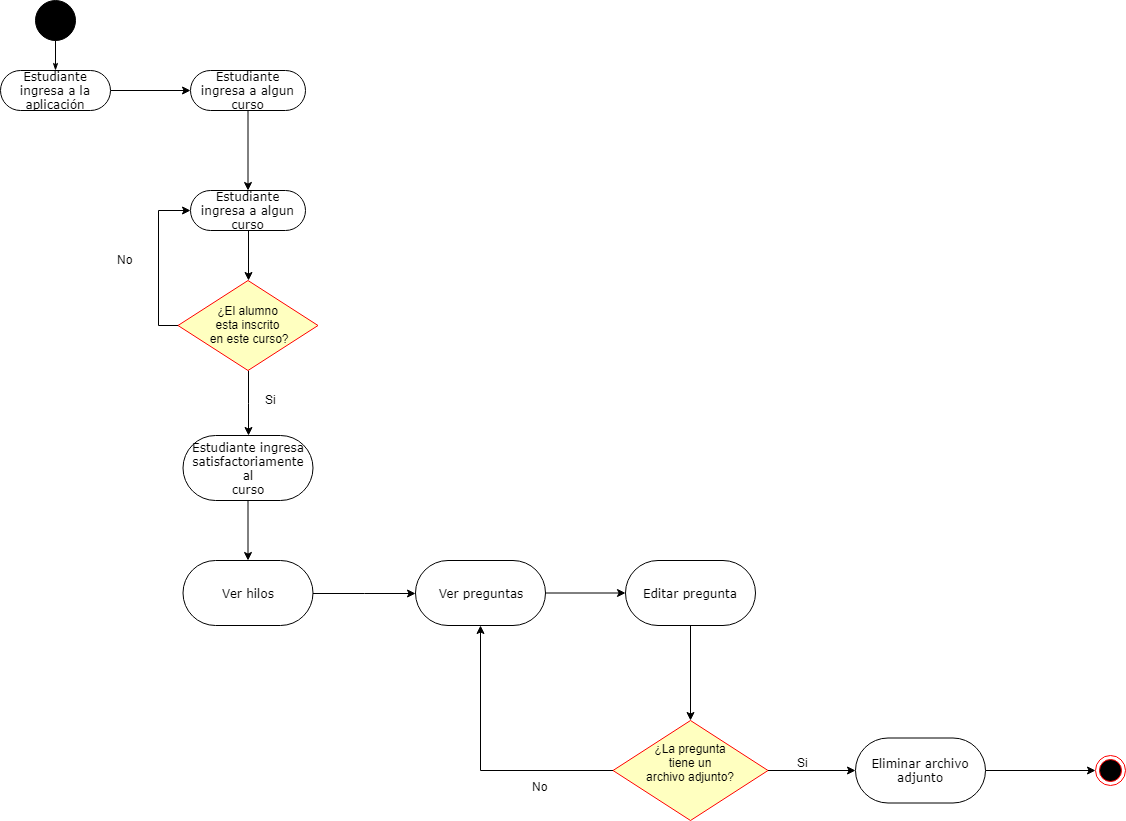 Estudiante
ingresa a la
aplicación
Estudiante
ingresa a algun
curso
Estudiante
ingresa a algun
curso
No
¿El alumno
esta inscrito
en este curso?
Si
Estudiante ingresa
satisfactoriamente
al
curso
Ver hilos
Ver preguntas
Editar pregunta
¿La pregunta
tiene un
archivo adjunto?
No
Si
Eliminar archivo
adjunto